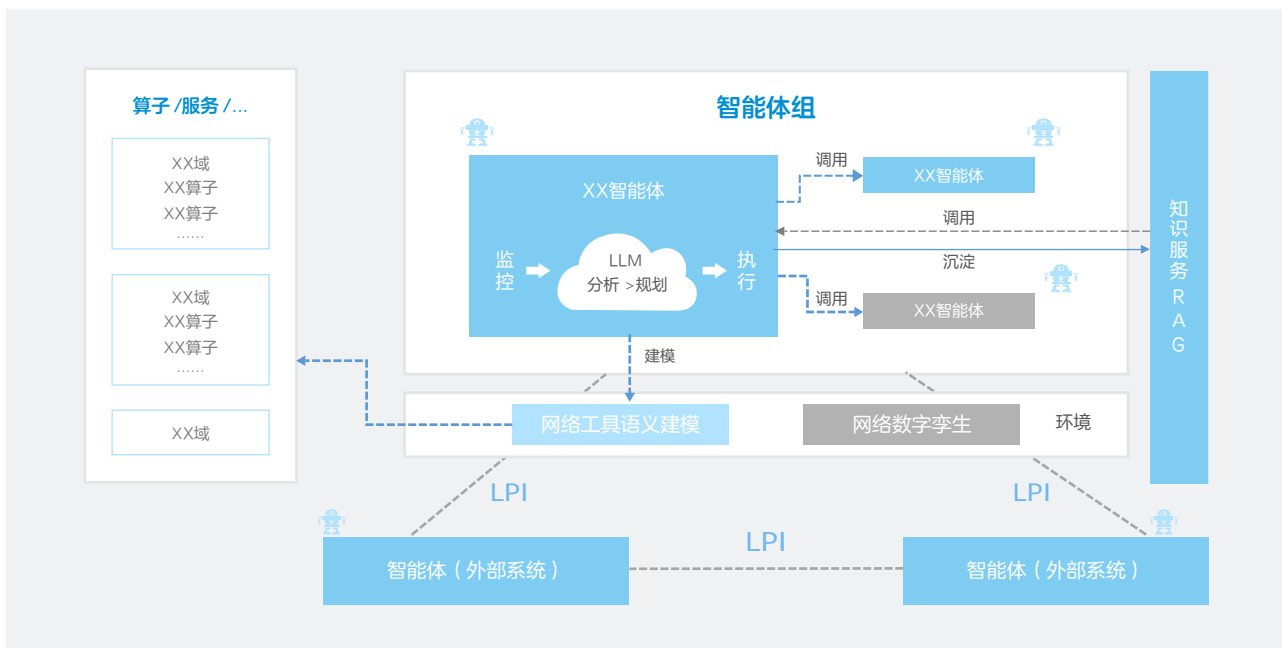 算子 /服务 /...
XX域
XX算子
XX算子
......
XX域
XX算子
XX算子
......
XX域
智能体组
XX智能体
监控
LLM
分析 >规划
执行
调用
XX智能体
调用
沉淀
调用
XX智能体
建模
网络工具语义建模
网络数字孪生
环境
知识服务RAG
LPI
LPI
LPI
智能体（外部系统）
智能体（外部系统）